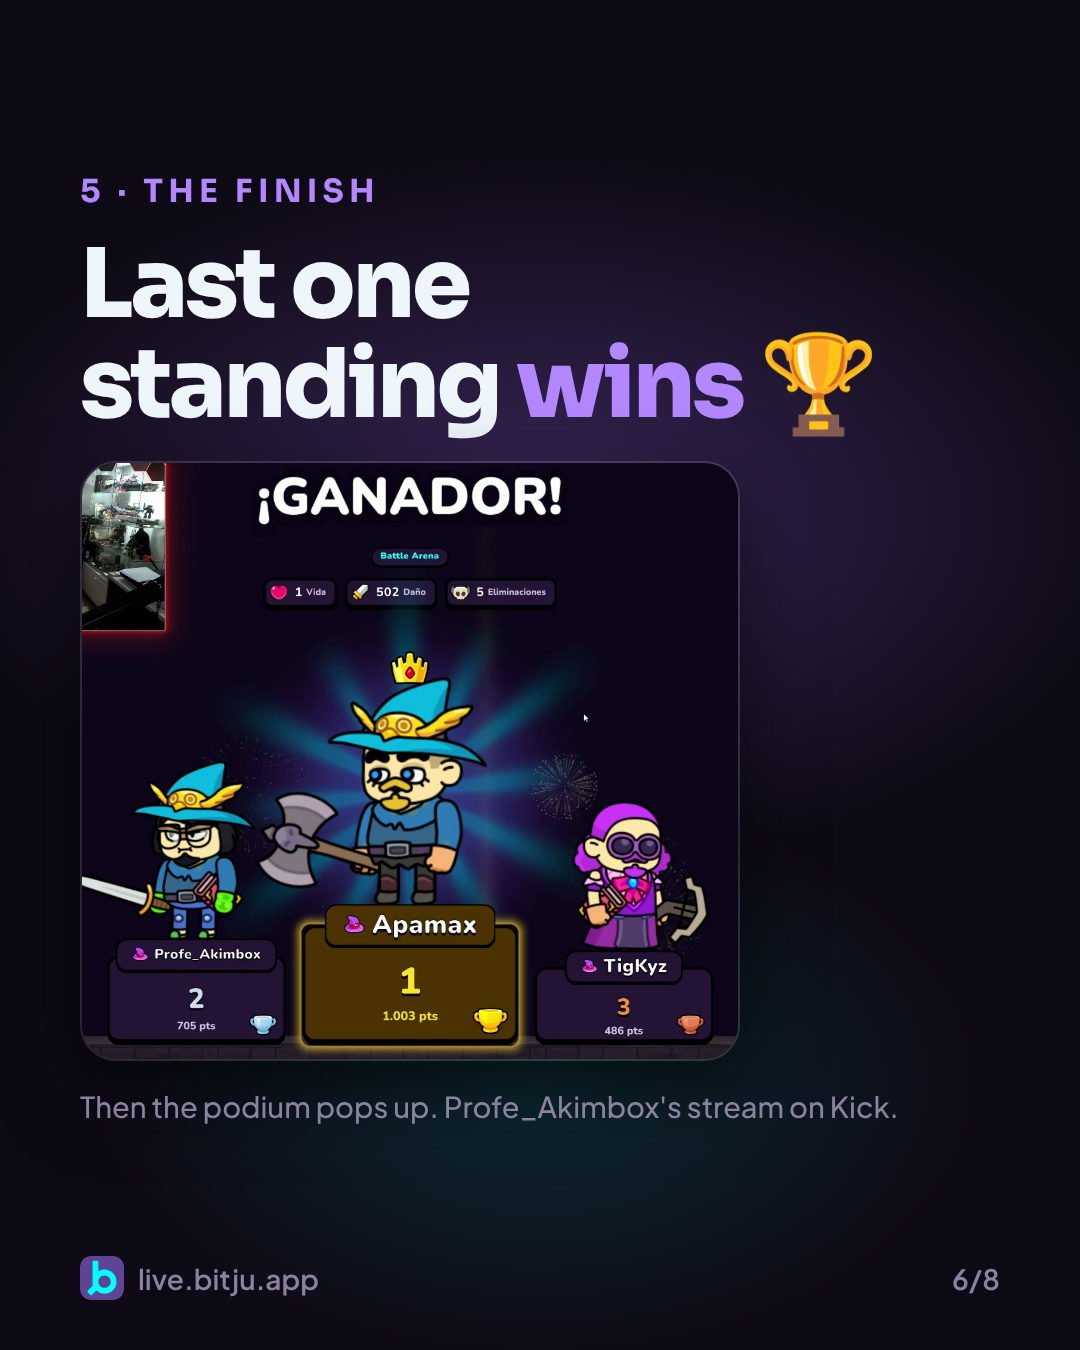 5 · THE FINISH
Last one
standing wins 🏆
¡GANADOR!
Battle Arena
1 Vida 502 Daño 5 Eliminaciones
Apamax
1
1.003 pts
Profe_Akimbox
2
705 pts
TigKyz
3
486 pts
Then the podium pops up. Profe_Akimbox's stream on Kick.
live.bitju.app
6/8